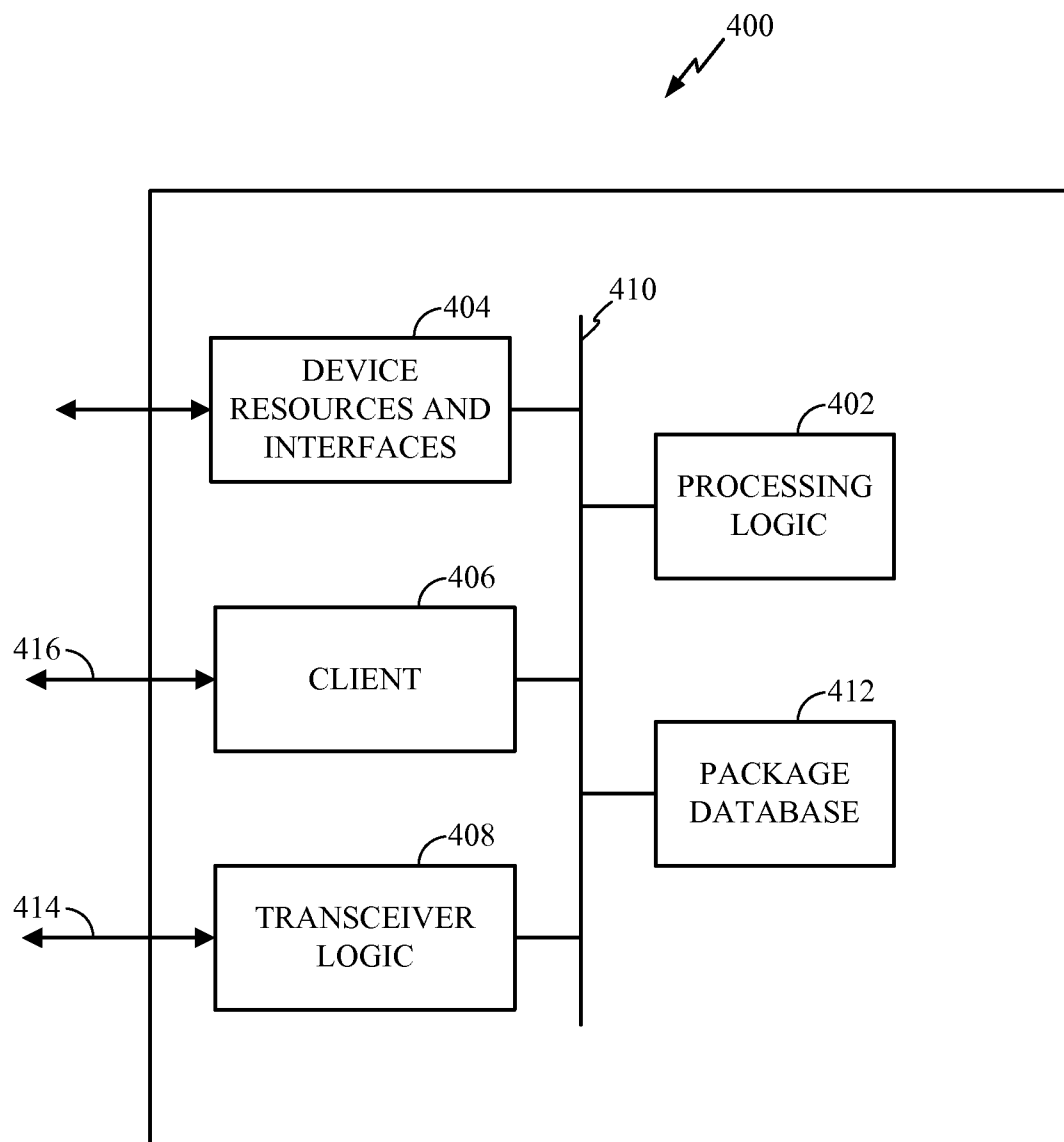 400
410
404
DEVICE
RESOURCES AND
INTERFACES
402
PROCESSING
LOGIC
406
416
CLIENT
412
PACKAGE
DATABASE
408
414
TRANSCEIVER
LOGIC